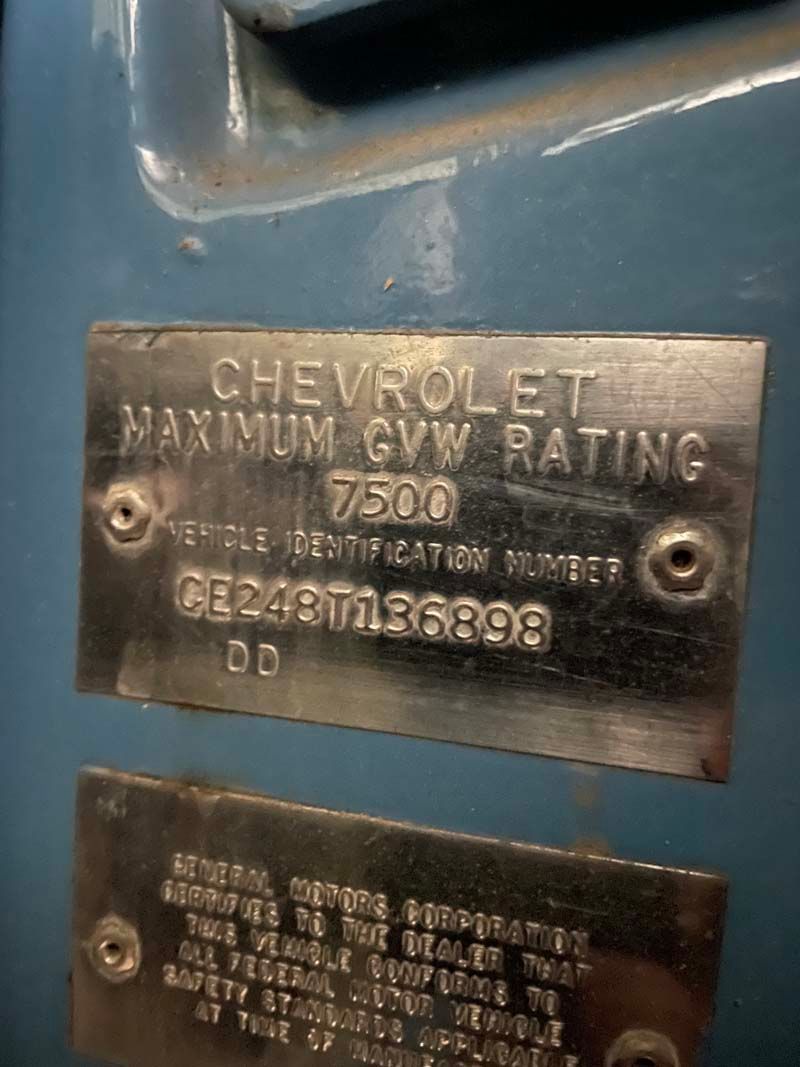 CHEVROLET
MAXIMUM GVW RATING
7500
VEHICLE IDENTIFICATION NUMBER
CE248T136898
DD
GENERAL MOTORS CORPORATION
CERTIFIES TO THE DEALER THAT
THIS VEHICLE CONFORMS TO
ALL FEDERAL MOTOR VEHICLE
SAFETY STANDARDS APPLICABLE
AT TIME OF